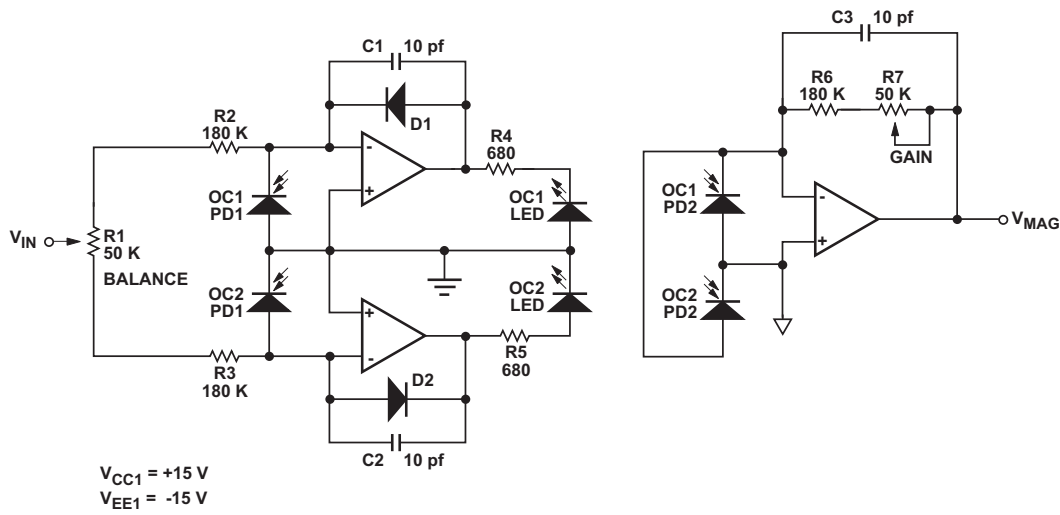 C1
10 pf
D1
R2
180 K
-
+
R4
680
OC1
PD1
OC1
LED
V_IN
R1
50 K
BALANCE
OC2
PD1
OC2
LED
+
-
R5
680
R3
180 K
D2
C2
10 pf
V_CC1 = +15 V
V_EE1 = -15 V
C3
10 pf
R6
180 K
R7
50 K
GAIN
OC1
PD2
-
+
V_MAG
OC2
PD2